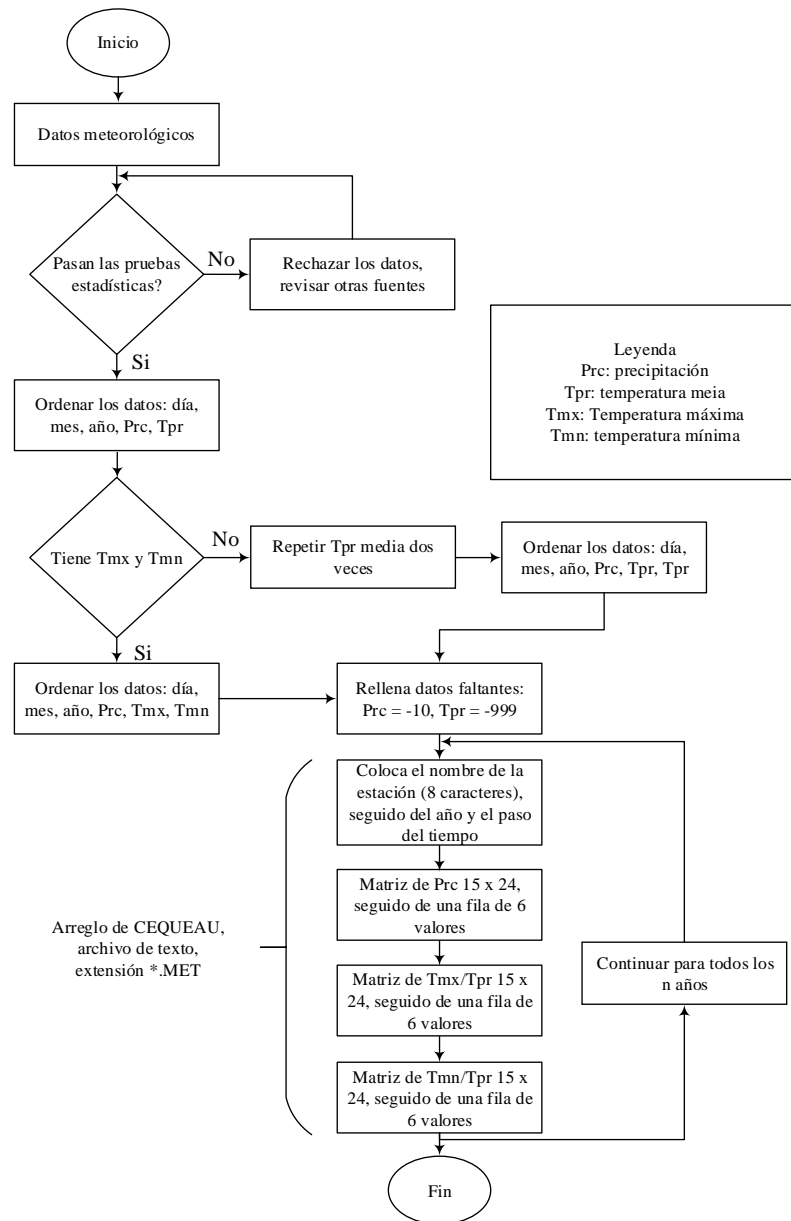 Inicio
Datos meteorológicos
Pasan las pruebas
estadísticas?
No
Rechazar los datos,
revisar otras fuentes
Si
Leyenda
Prc: precipitación
Tpr: temperatura meia
Tmx: Temperatura máxima
Tmn: temperatura mínima
Ordenar los datos: día,
mes, año, Prc, Tpr
Tiene Tmx y Tmn
No
Repetir Tpr media dos
veces
Ordenar los datos: día,
mes, año, Prc, Tpr, Tpr
Si
Ordenar los datos: día,
mes, año, Prc, Tmx, Tmn
Rellena datos faltantes:
Prc = -10, Tpr = -999
Coloca el nombre de la
estación (8 caracteres),
seguido del año y el paso
del tiempo
Matriz de Prc 15 x 24,
seguido de una fila de 6
valores
Arreglo de CEQUEAU,
archivo de texto,
extensión *.MET
Continuar para todos los
n años
Matriz de Tmx/Tpr 15 x
24, seguido de una fila de
6 valores
Matriz de Tmn/Tpr 15 x
24, seguido de una fila de
6 valores
Fin